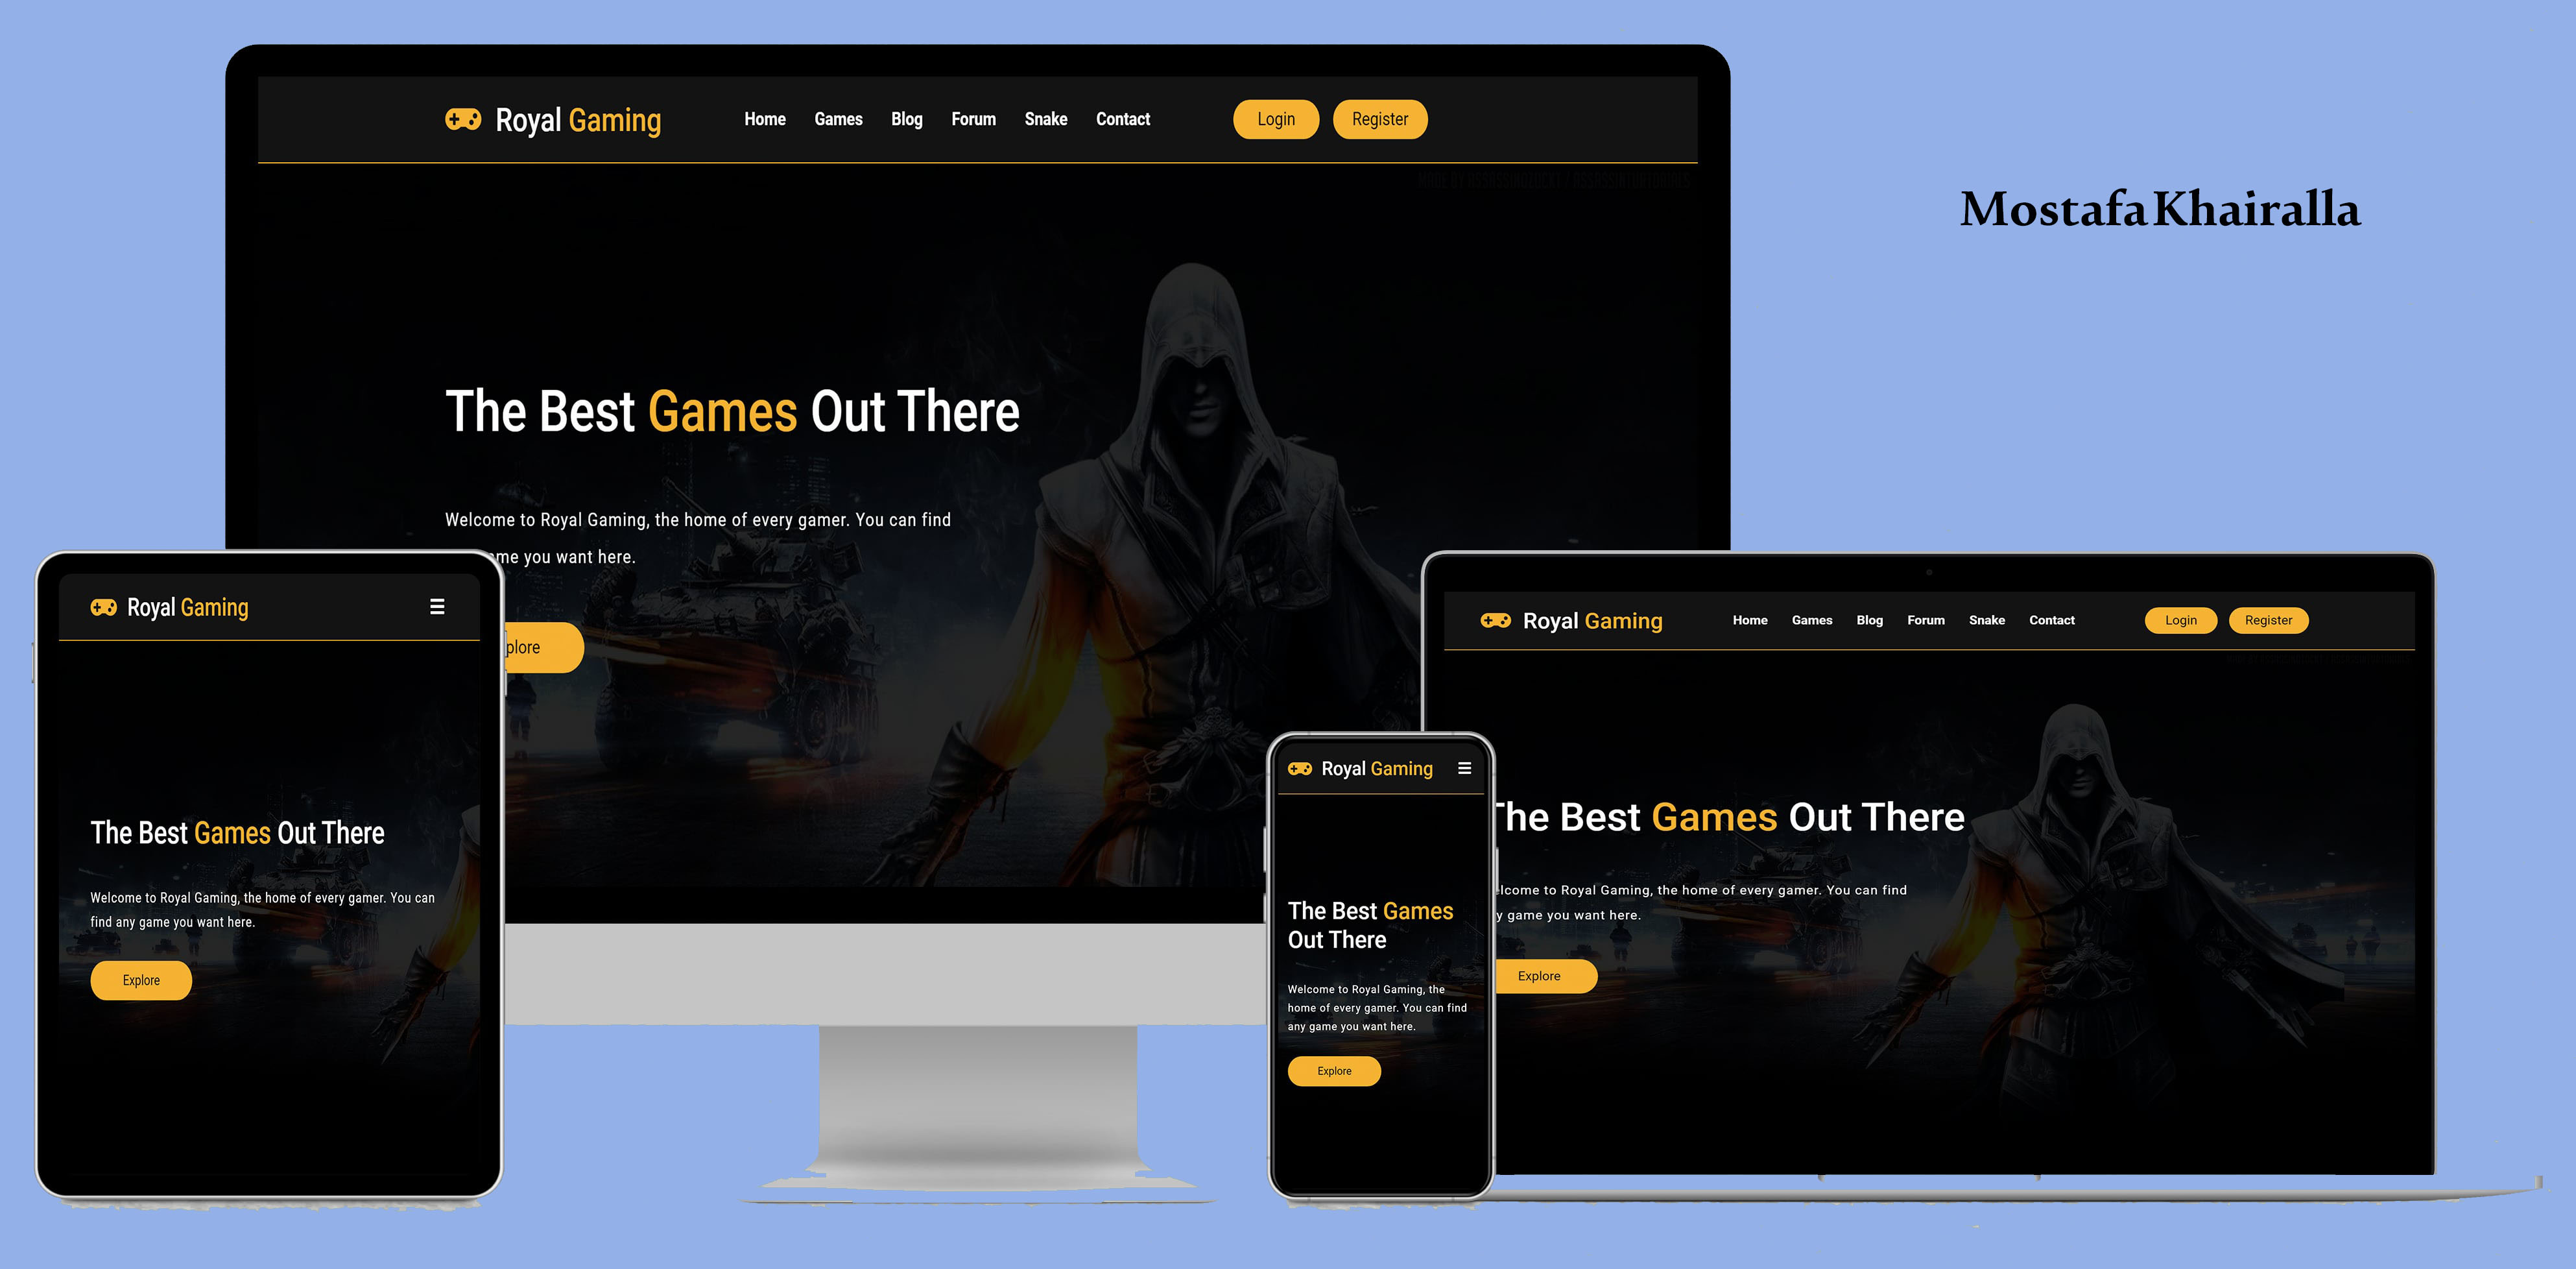 Royal Gaming
Home Games Blog Forum Snake Contact
Login Register
Mostafa Khairalla
The Best Games Out There
Welcome to Royal Gaming, the home of every gamer. You can find
me you want here.
plore
Royal Gaming
The Best Games Out There
Welcome to Royal Gaming, the home of every gamer. You can
find any game you want here.
Explore
Royal Gaming
The Best Games
Out There
Welcome to Royal Gaming, the
home of every gamer. You can find
any game you want here.
Explore
Royal Gaming
Home Games Blog Forum Snake Contact
Login Register
The Best Games Out There
lcome to Royal Gaming, the home of every gamer. You can find
y game you want here.
Explore